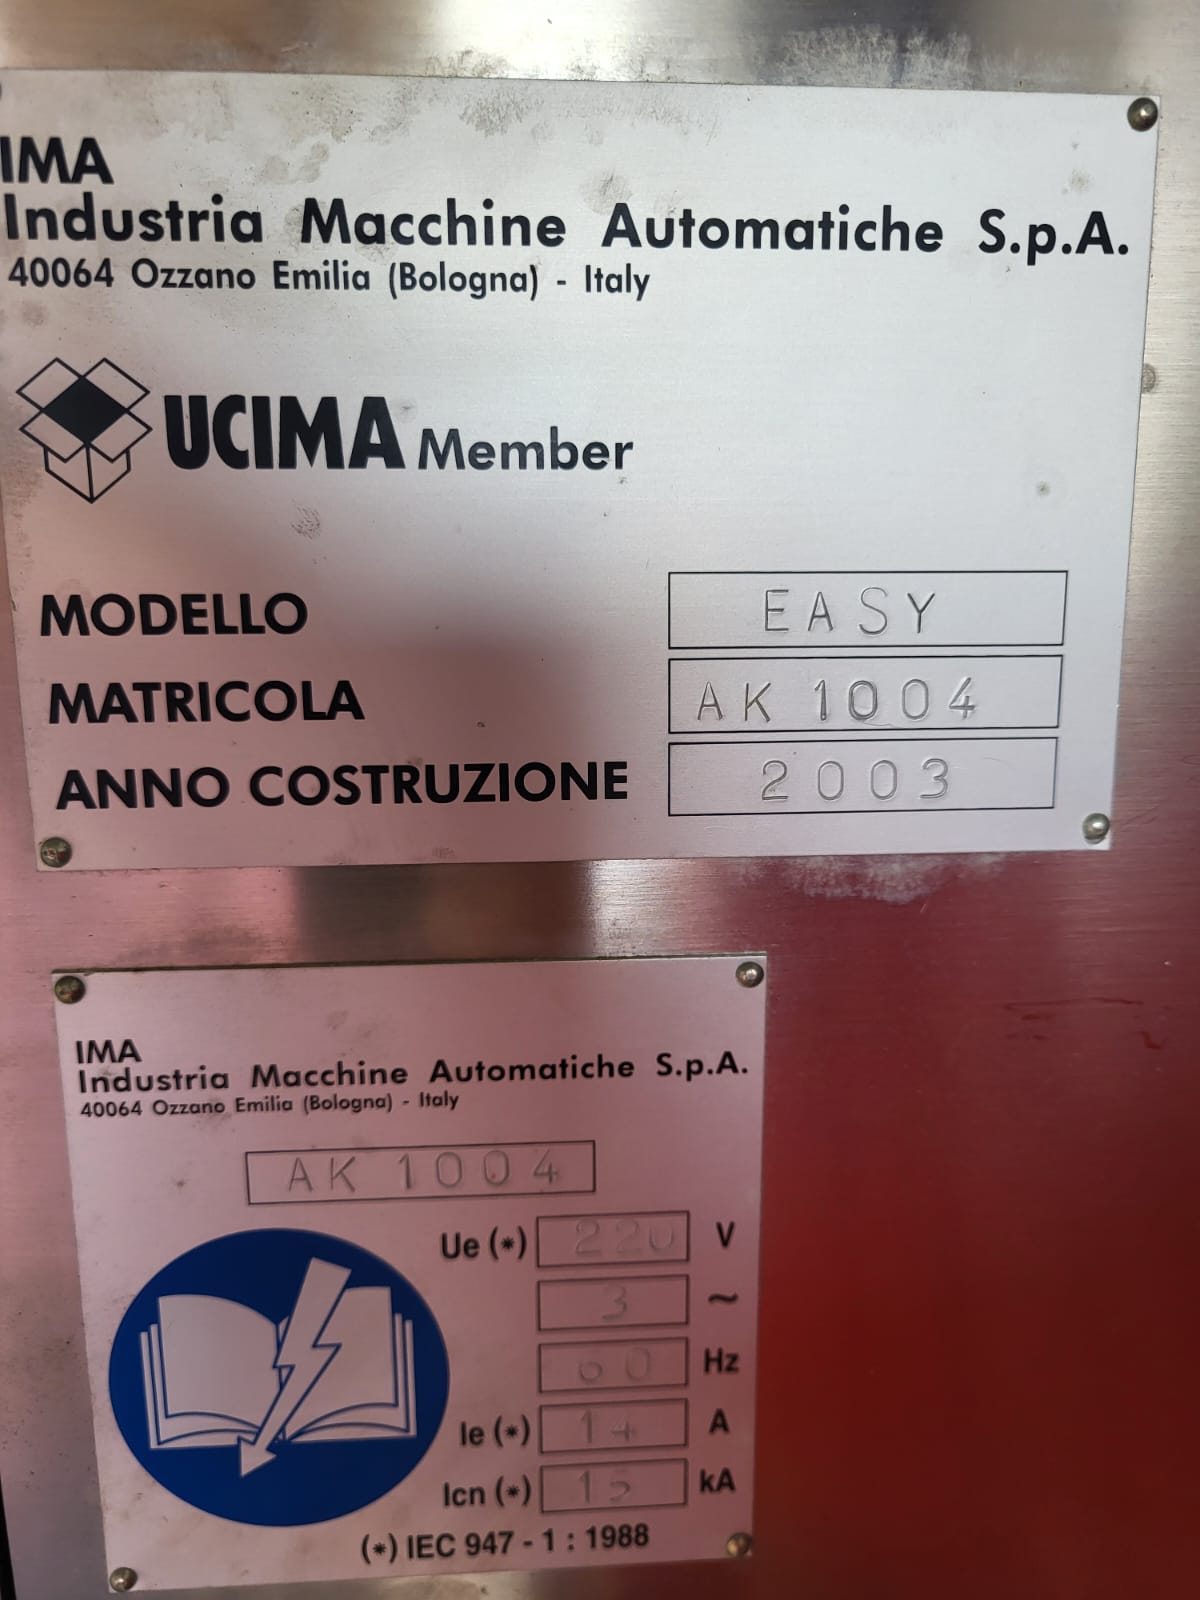 IMA
Industria Macchine Automatiche S.p.A.
40064 Ozzano Emilia (Bologna) - Italy
UCIMA Member
MODELLO EASY
MATRICOLA AK 1004
ANNO COSTRUZIONE 2003
IMA
Industria Macchine Automatiche S.p.A.
40064 Ozzano Emilia (Bologna) - Italy
AK 1004
Ue (*) 220 V
3 ~
60 Hz
Ie (*) 14 A
Icn (*) 15 kA
(*) IEC 947 - 1 : 1988